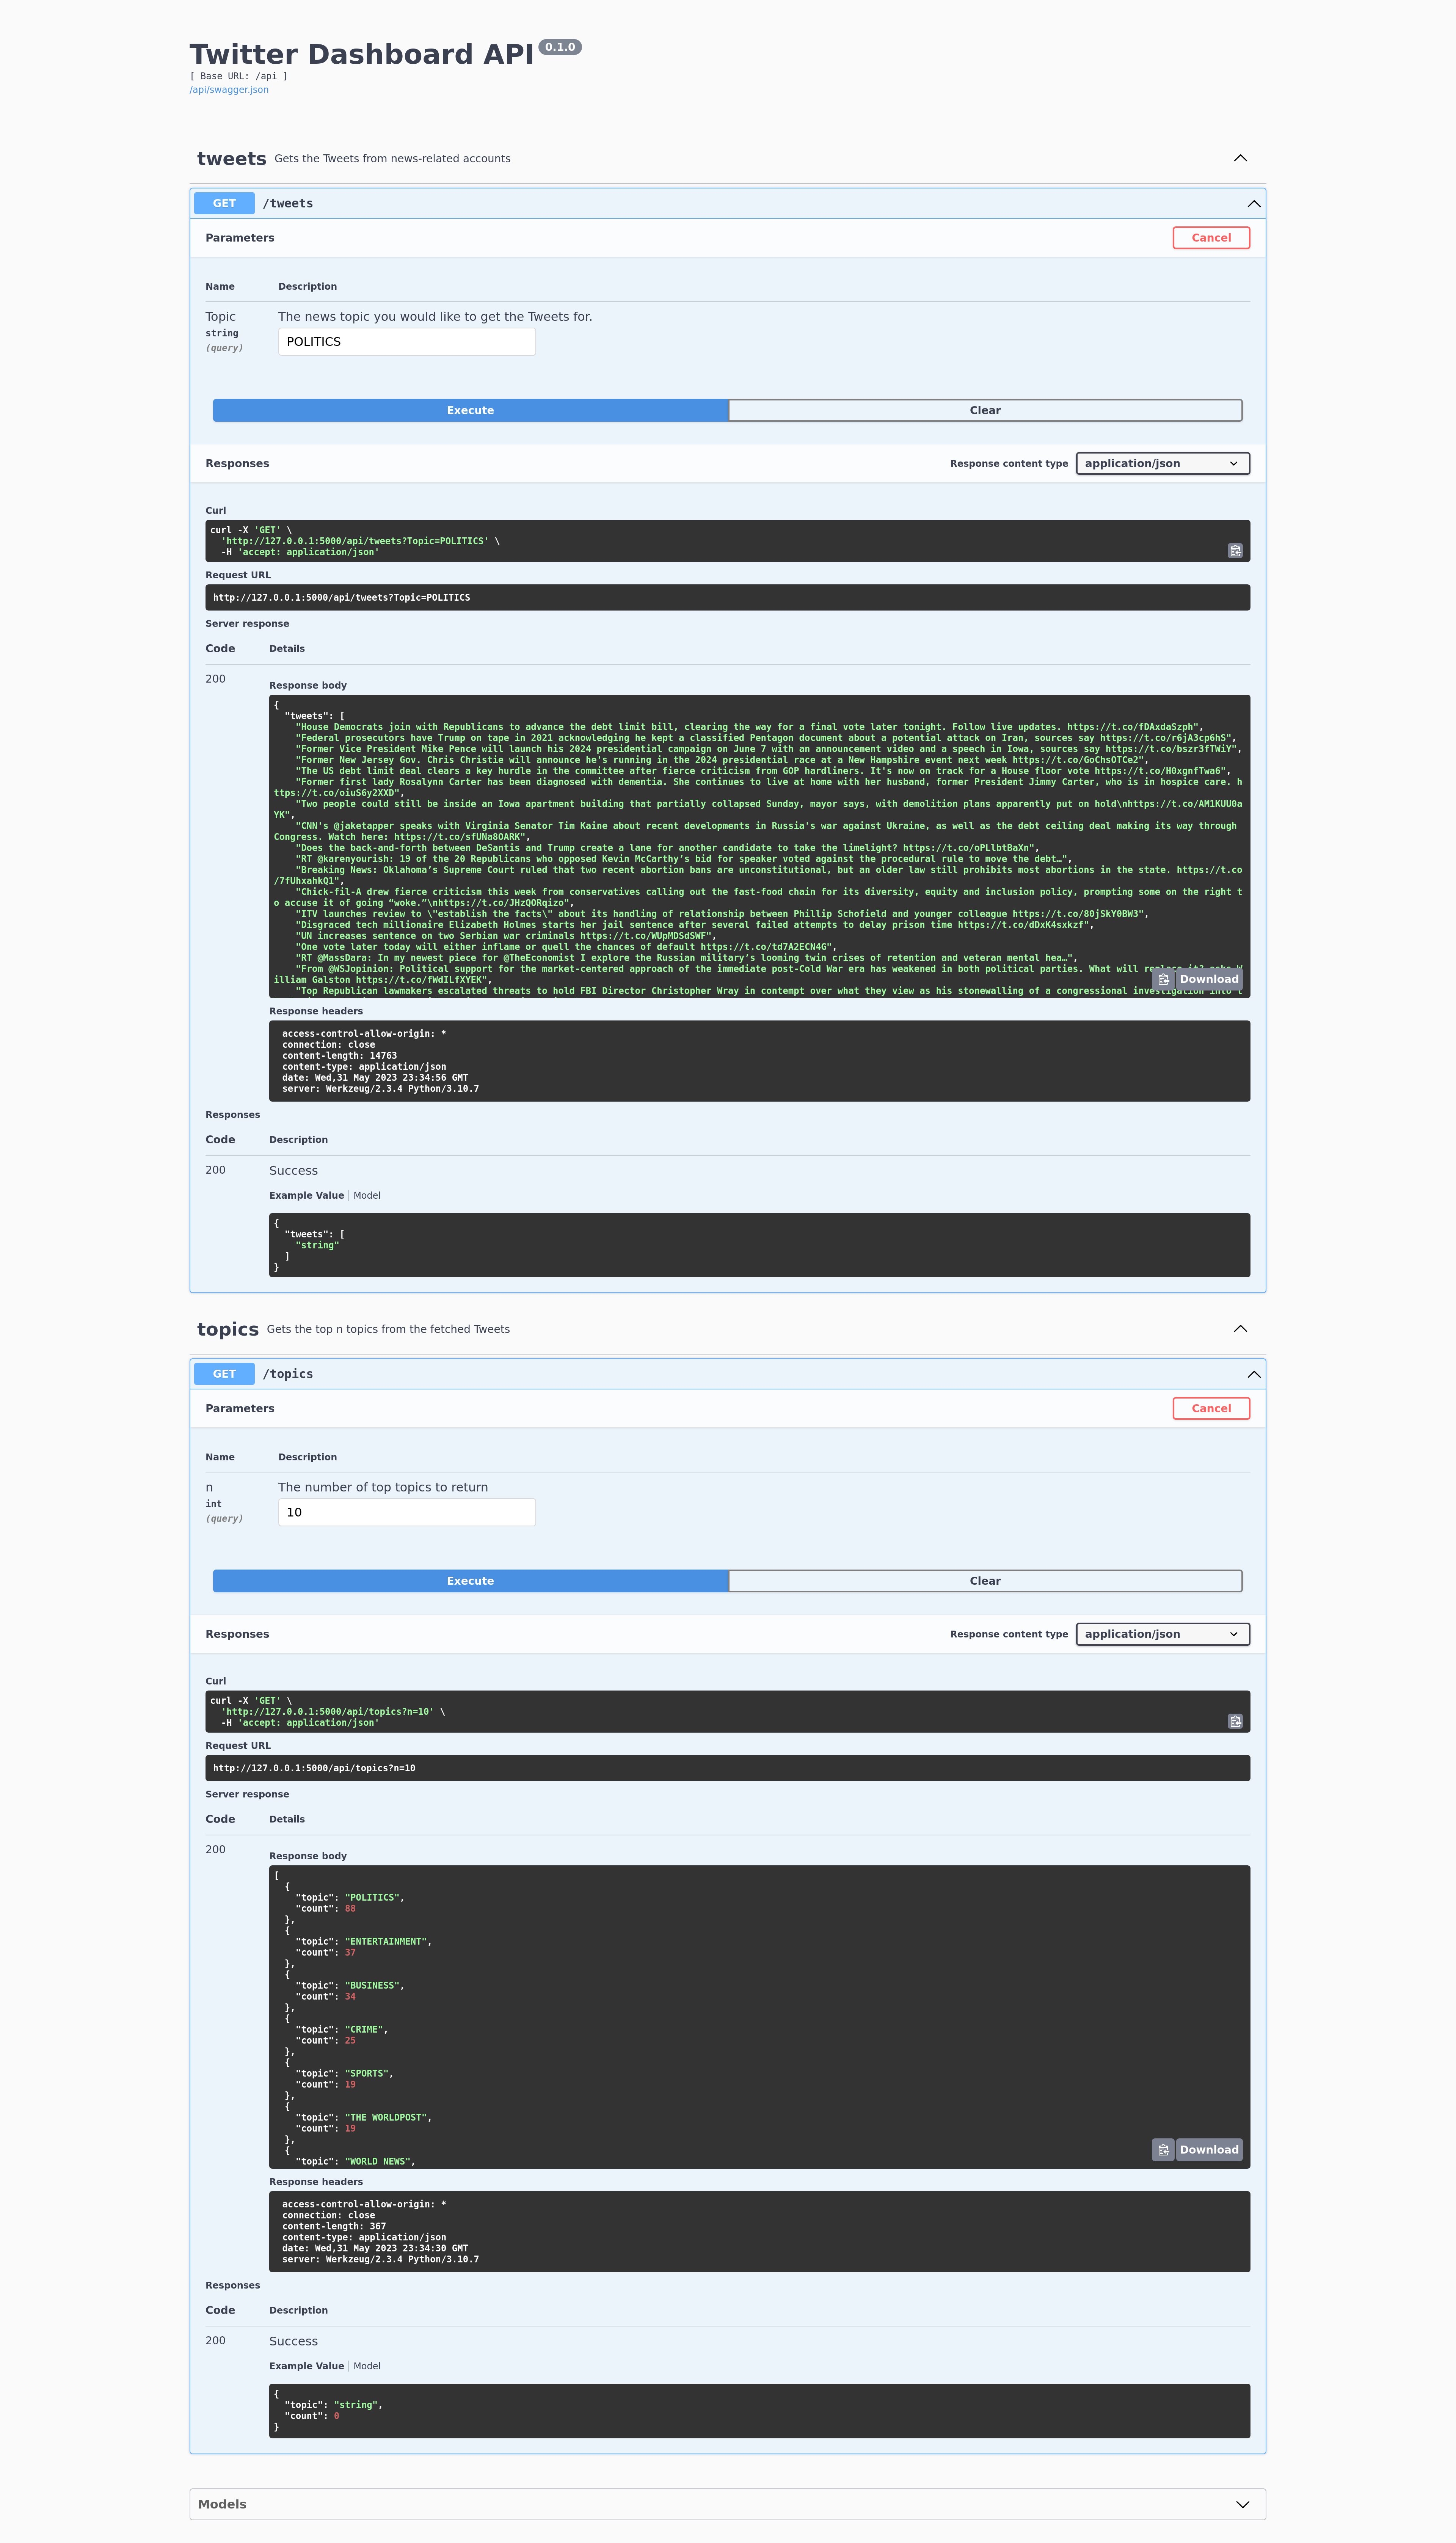 Twitter Dashboard API 0.1.0
[ Base URL: /api ]
/api/swagger.json
tweets Gets the Tweets from news-related accounts
GET /tweets
Parameters Cancel
Name Description
Topic The news topic you would like to get the Tweets for.
string
(query)
POLITICS
Execute Clear
Responses Response content type application/json
Curl
curl -X 'GET' \
'http://127.0.0.1:5000/api/tweets?Topic=POLITICS' \
-H 'accept: application/json'
Request URL
http://127.0.0.1:5000/api/tweets?Topic=POLITICS
Server response
Code Details
200
Response body
{
"tweets": [
"House Democrats join with Republicans to advance the debt limit bill, clearing the way for a final vote later tonight. Follow live updates. https://t.co/fDAxdaSzph",
"Federal prosecutors have Trump on tape in 2021 acknowledging he kept a classified Pentagon document about a potential attack on Iran, sources say https://t.co/r6jA3cp6hS",
"Former Vice President Mike Pence will launch his 2024 presidential campaign on June 7 with an announcement video and a speech in Iowa, sources say https://t.co/bszr3fTWiY",
"Former New Jersey Gov. Chris Christie will announce he's running in the 2024 presidential race at a New Hampshire event next week https://t.co/GoChsOTCe2",
"The US debt limit deal clears a key hurdle in the committee after fierce criticism from GOP hardliners. It's now on track for a House floor vote https://t.co/H0xgnfTwa6",
"Former first lady Rosalynn Carter has been diagnosed with dementia. She continues to live at home with her husband, former President Jimmy Carter, who is in hospice care. h
ttps://t.co/oiuS6y2XXD",
"Two people could still be inside an Iowa apartment building that partially collapsed Sunday, mayor says, with demolition plans apparently put on hold\nhttps://t.co/AM1KUU0a
YK",
"CNN's @jaketapper speaks with Virginia Senator Tim Kaine about recent developments in Russia's war against Ukraine, as well as the debt ceiling deal making its way through
Congress. Watch here: https://t.co/sfUNa8OARK",
"Does the back-and-forth between DeSantis and Trump create a lane for another candidate to take the limelight? https://t.co/oPLlbtBaXn",
"RT @karenyourish: 19 of the 20 Republicans who opposed Kevin McCarthy’s bid for speaker voted against the procedural rule to move the debt…",
"Breaking News: Oklahoma’s Supreme Court ruled that two recent abortion bans are unconstitutional, but an older law still prohibits most abortions in the state. https://t.co
/7fUhxahkQ1",
"Chick-fil-A drew fierce criticism this week from conservatives calling out the fast-food chain for its diversity, equity and inclusion policy, prompting some on the right t
o accuse it of going “woke.”\nhttps://t.co/JHzQORqizo",
"ITV launches review to \"establish the facts\" about its handling of relationship between Phillip Schofield and younger colleague https://t.co/80jSkY0BW3",
"Disgraced tech millionaire Elizabeth Holmes starts her jail sentence after several failed attempts to delay prison time https://t.co/dDxK4sxkzf",
"UN increases sentence on two Serbian war criminals https://t.co/WUpMDSdSWF",
"One vote later today will either inflame or quell the chances of default https://t.co/td7A2ECN4G",
"RT @MassDara: In my newest piece for @TheEconomist I explore the Russian military’s looming twin crises of retention and veteran mental hea…",
"From @WSJopinion: Political support for the market-centered approach of the immediate post-Cold War era has weakened in both political parties. What will
illiam Galston https://t.co/fWdILfXYEK",
"Top Republican lawmakers escalated threats to hold FBI Director Christopher Wray in contempt over what they view as his stonewalling of a congressional investigation into t
Download
Response headers
access-control-allow-origin: *
connection: close
content-length: 14763
content-type: application/json
date: Wed,31 May 2023 23:34:56 GMT
server: Werkzeug/2.3.4 Python/3.10.7
Responses
Code Description
200 Success
Example Value Model
{
"tweets": [
"string"
]
}
topics Gets the top n topics from the fetched Tweets
GET /topics
Parameters Cancel
Name Description
n The number of top topics to return
int
(query)
10
Execute Clear
Responses Response content type application/json
Curl
curl -X 'GET' \
'http://127.0.0.1:5000/api/topics?n=10' \
-H 'accept: application/json'
Request URL
http://127.0.0.1:5000/api/topics?n=10
Server response
Code Details
200
Response body
[
{
"topic": "POLITICS",
"count": 88
},
{
"topic": "ENTERTAINMENT",
"count": 37
},
{
"topic": "BUSINESS",
"count": 34
},
{
"topic": "CRIME",
"count": 25
},
{
"topic": "SPORTS",
"count": 19
},
{
"topic": "THE WORLDPOST",
"count": 19
},
{
"topic": "WORLD NEWS",
Download
Response headers
access-control-allow-origin: *
connection: close
content-length: 367
content-type: application/json
date: Wed,31 May 2023 23:34:30 GMT
server: Werkzeug/2.3.4 Python/3.10.7
Responses
Code Description
200 Success
Example Value Model
{
"topic": "string",
"count": 0
}
Models